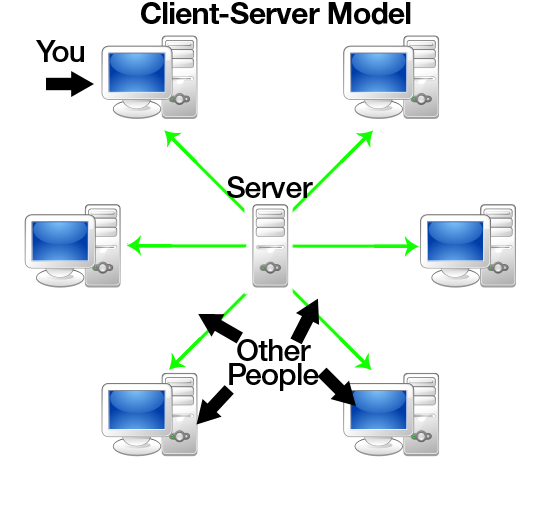 Client-Server Model
You
Server
Other
People